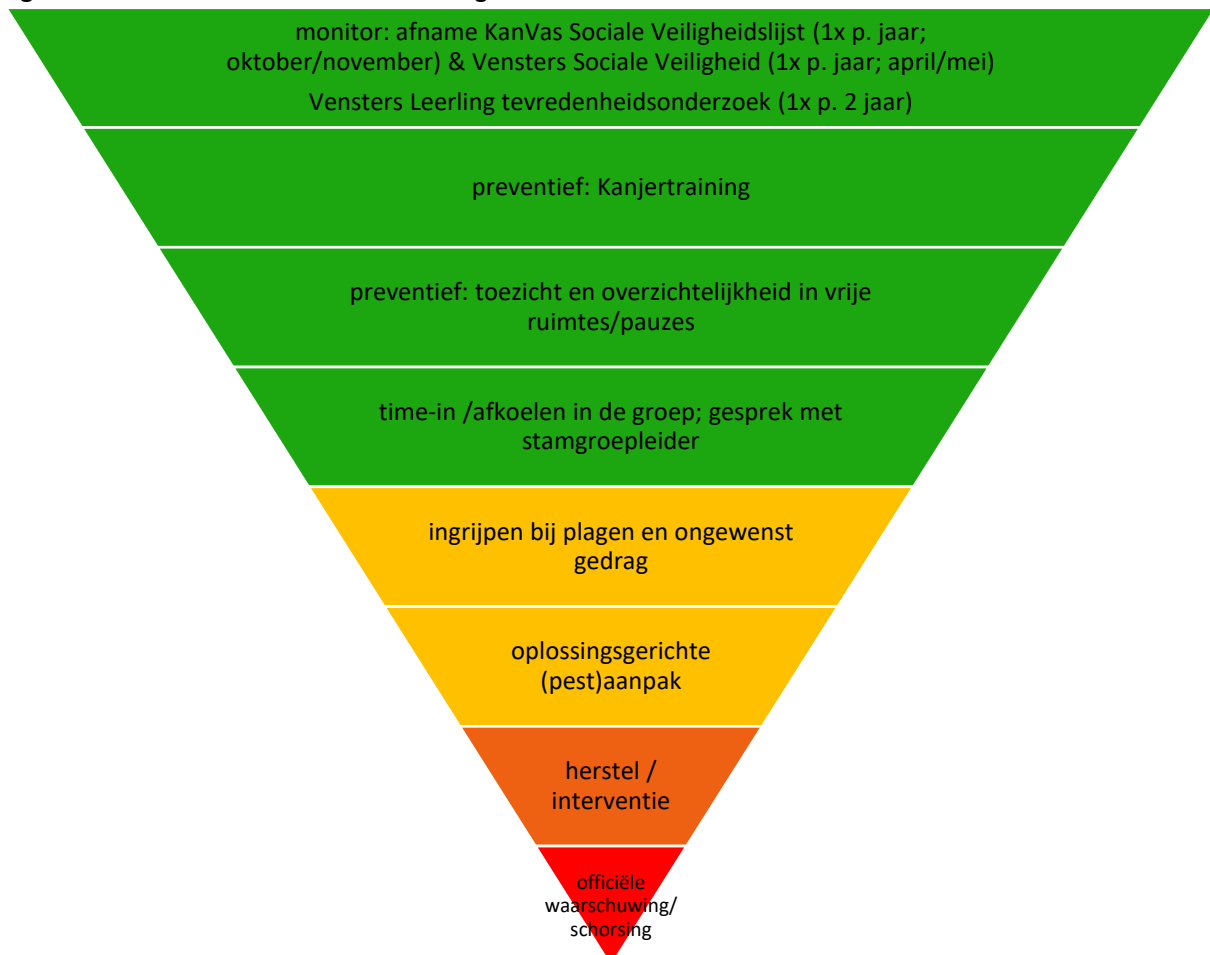 monitor: afname KanVas Sociale Veiligheidslijst (1x p. jaar;
oktober/november) & Vensters Sociale Veiligheid (1x p. jaar; april/mei)
Vensters Leerling tevredenheidsonderzoek (1x p. 2 jaar)
preventief: Kanjertraining
preventief: toezicht en overzichtelijkheid in vrije
ruimtes/pauzes
time-in /afkoelen in de groep; gesprek met
stamgroepleider
ingrijpen bij plagen en ongewenst
gedrag
oplossingsgerichte
(pest)aanpak
herstel /
interventie
officiële
waarschuwing/
schorsing